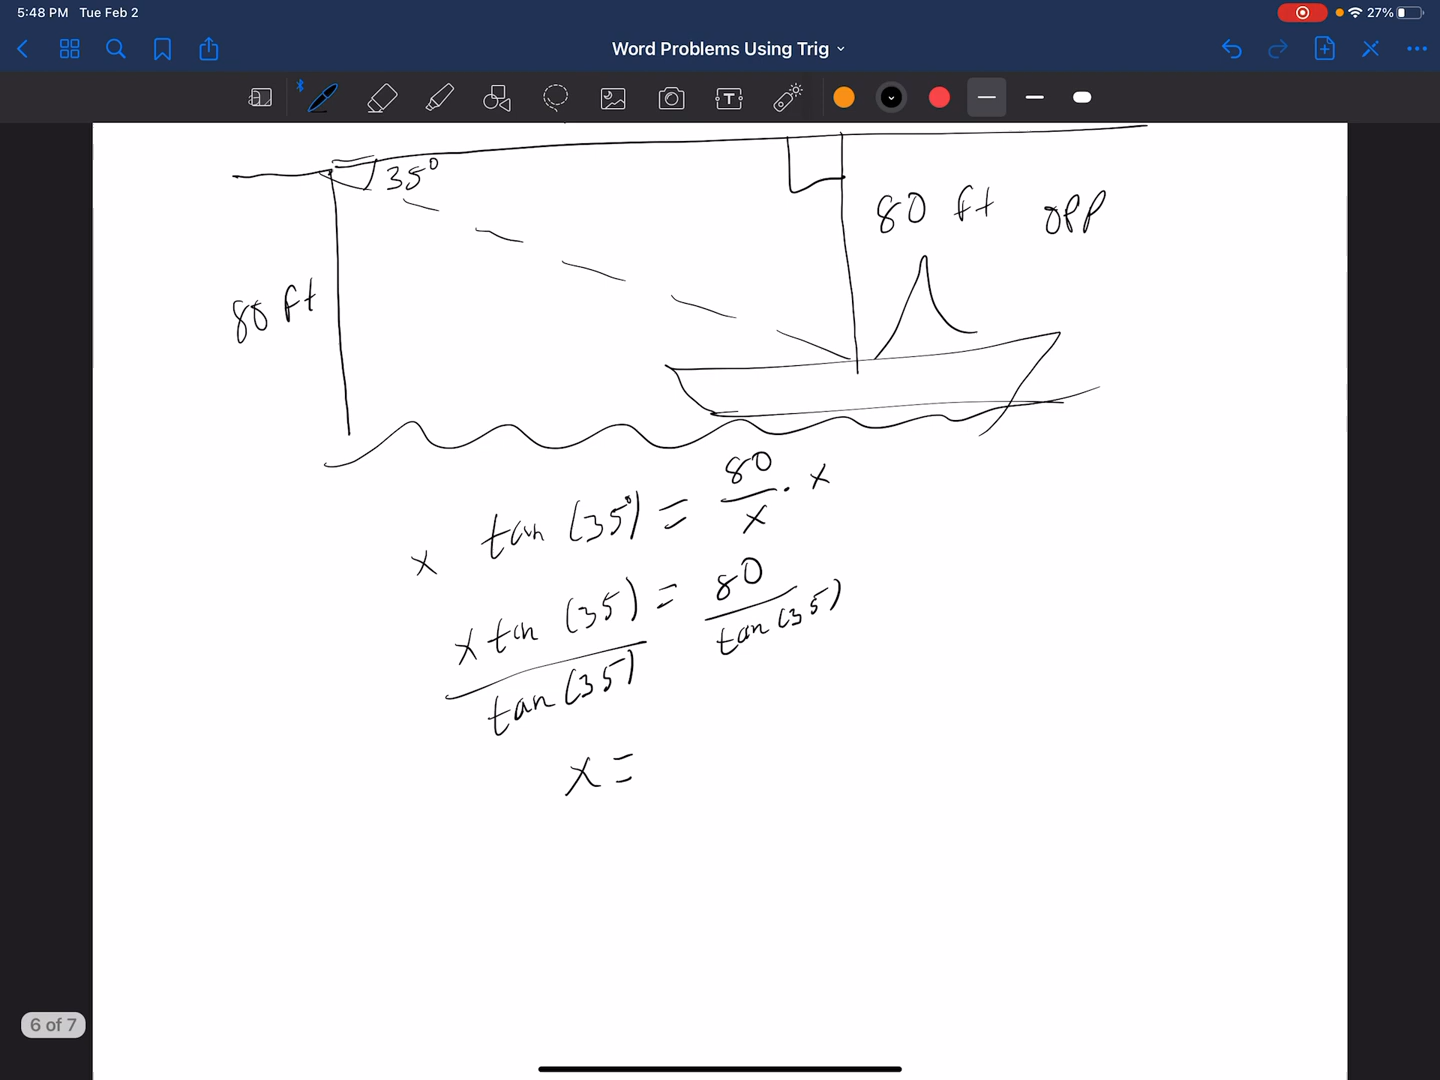 5:48 PM Tue Feb 2
27%
Word Problems Using Trig
T
35°
80 ft opp
80 ft
x tan (35°) = 80/x · x
x tan (35) / tan (35) = 80 / tan (35)
x =
6 of 7